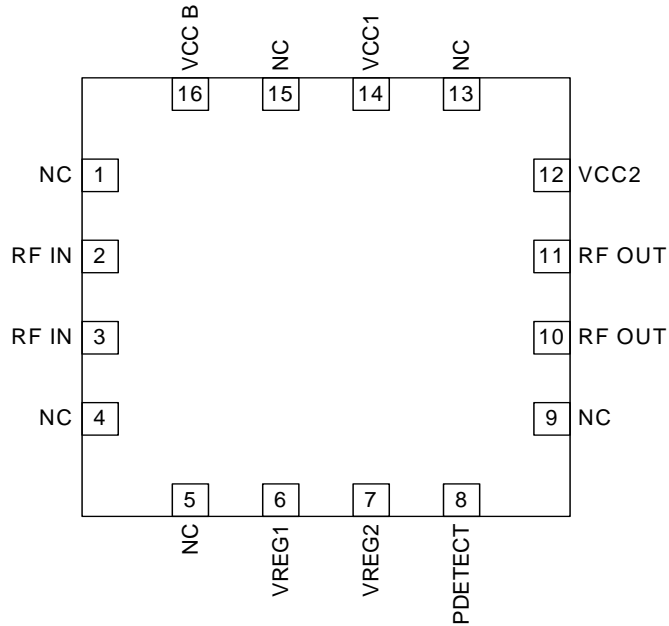 VCC B
NC
VCC1
NC
16
15
14
13
NC 1
12 VCC2
RF IN 2
11 RF OUT
RF IN 3
10 RF OUT
NC 4
9 NC
5
6
7
8
NC
VREG1
VREG2
PDETECT